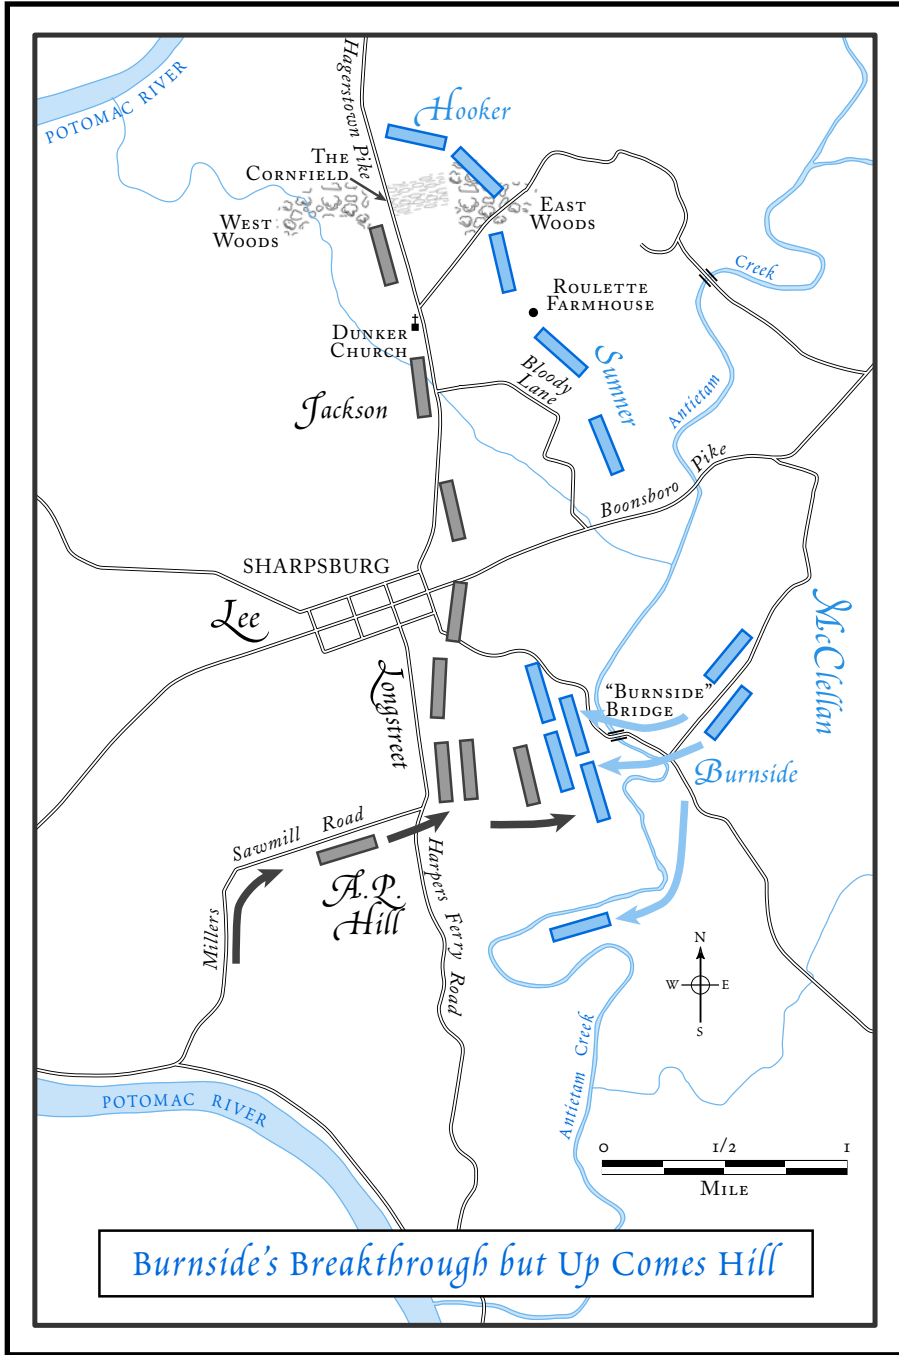 POTOMAC RIVER
Hagerstown Pike
Hooker
THE
CORNFIELD
WEST
WOODS
EAST
WOODS
Creek
ROULETTE
FARMHOUSE
DUNKER
CHURCH
Bloody
Lane
Sumner
Antietam
Jackson
Boonsboro Pike
SHARPSBURG
Lee
McClellan
Longstreet
“BURNSIDE”
BRIDGE
Burnside
Millers Sawmill Road
A.P.
Hill
Harpers Ferry Road
N
W E
S
Antietam Creek
POTOMAC RIVER
0 1/2 1
MILE
Burnside’s Breakthrough but Up Comes Hill